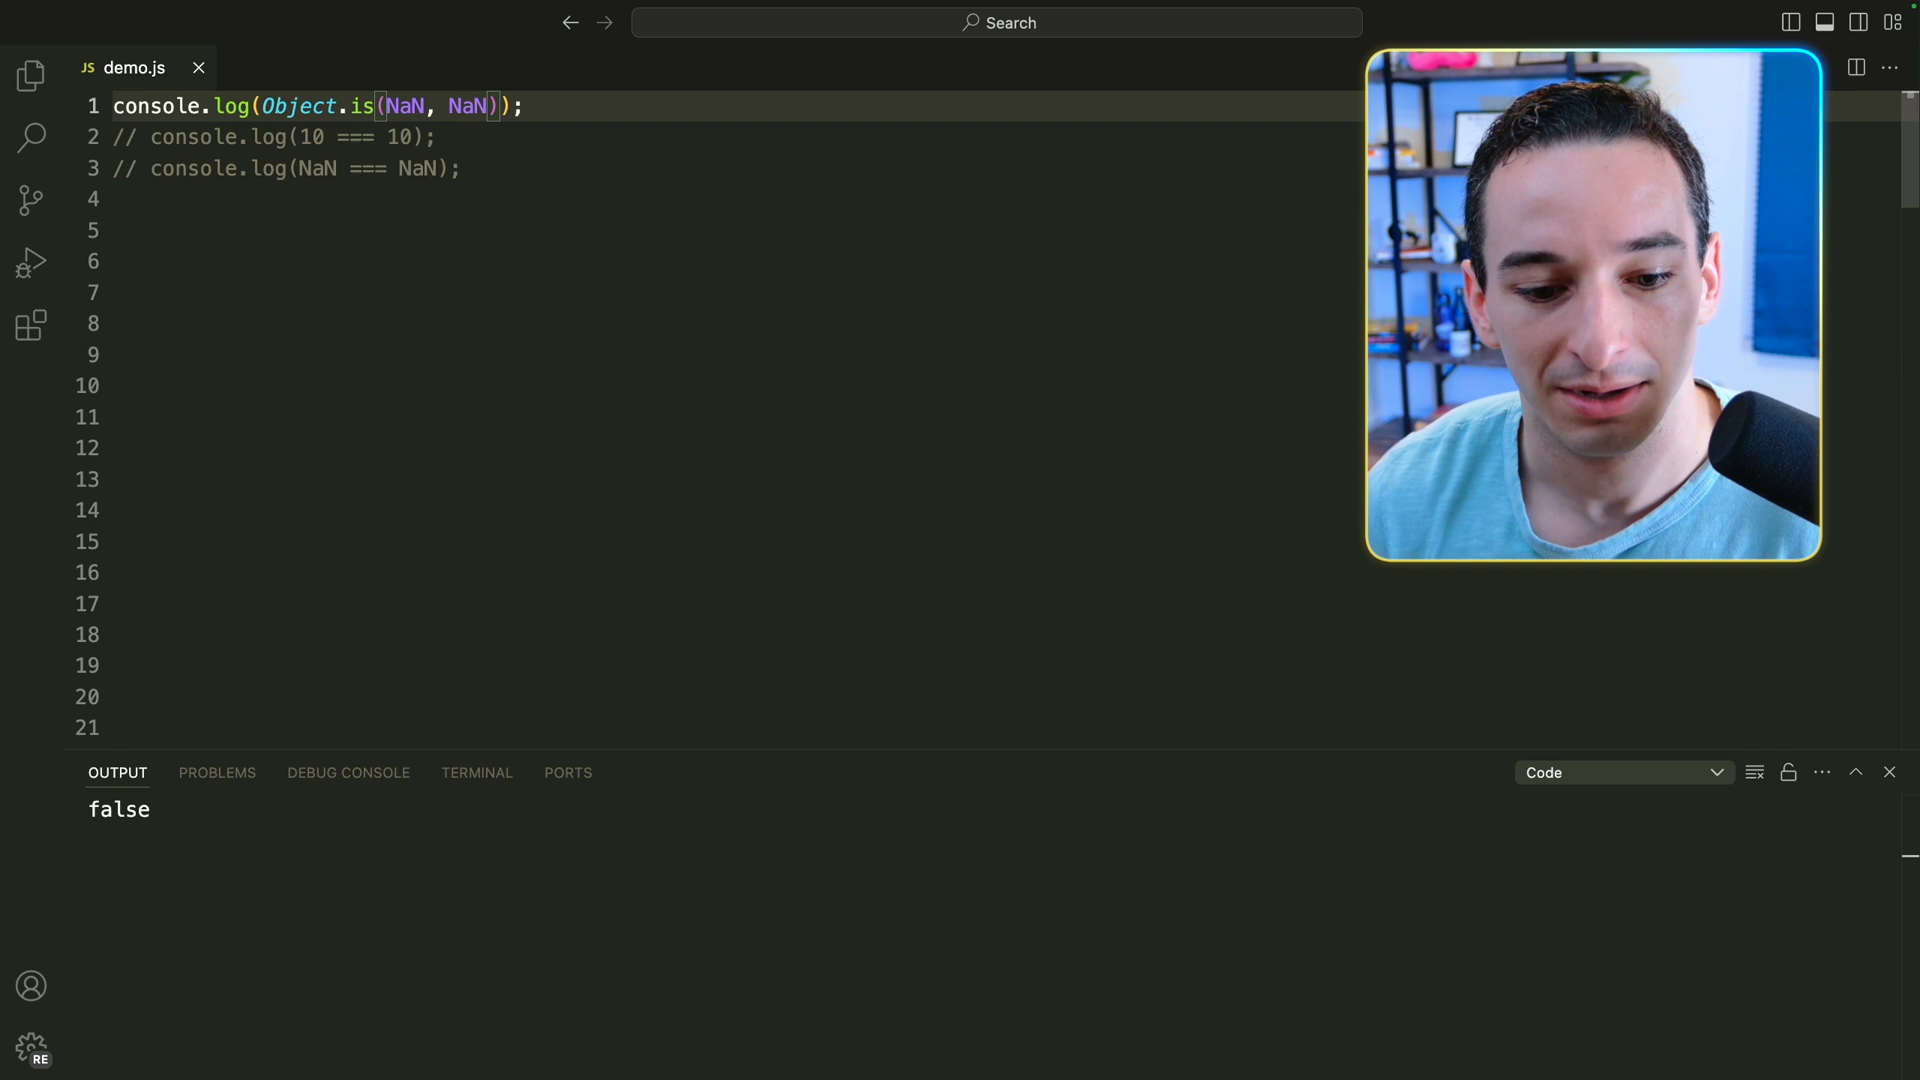 Search
JS demo.js
1 console.log(Object.is(NaN, NaN));
2 // console.log(10 === 10);
3 // console.log(NaN === NaN);
4
5
6
7
8
9
10
11
12
13
14
15
16
17
18
19
20
21
OUTPUT PROBLEMS DEBUG CONSOLE TERMINAL PORTS Code
false
RE